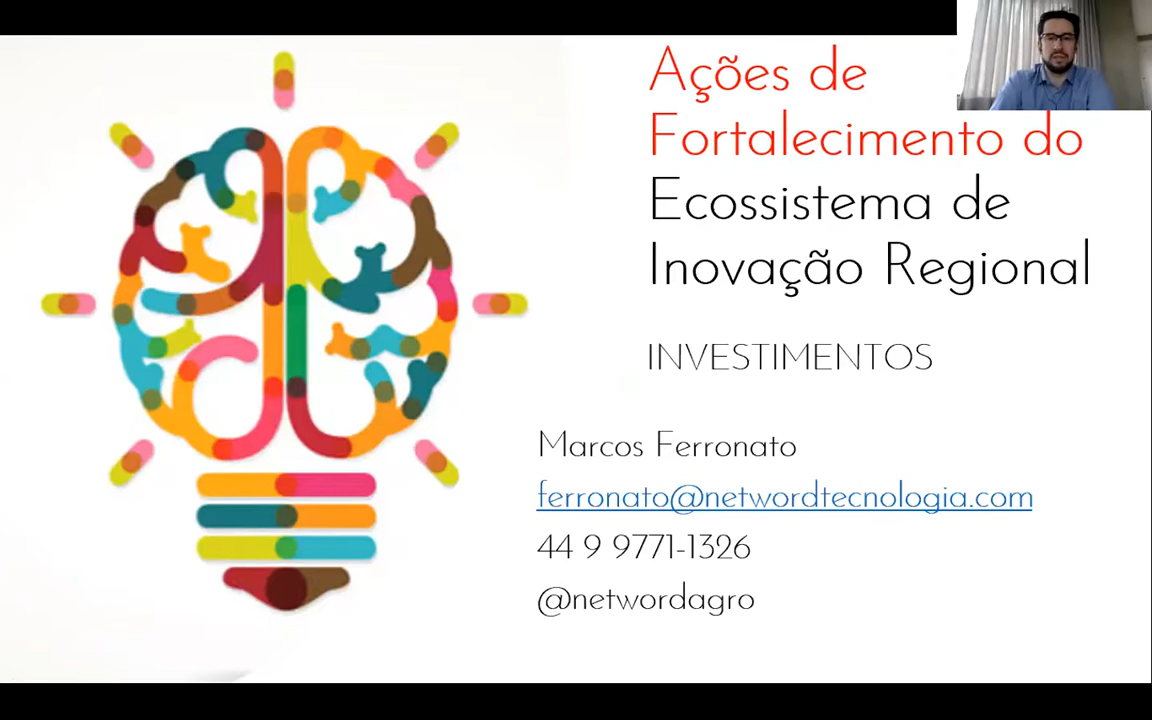 Ações de
Fortalecimento do
Ecossistema de
Inovação Regional
INVESTIMENTOS
Marcos Ferronato
ferronato@networdtecnologia.com
44 9 9771-1326
@networdagro